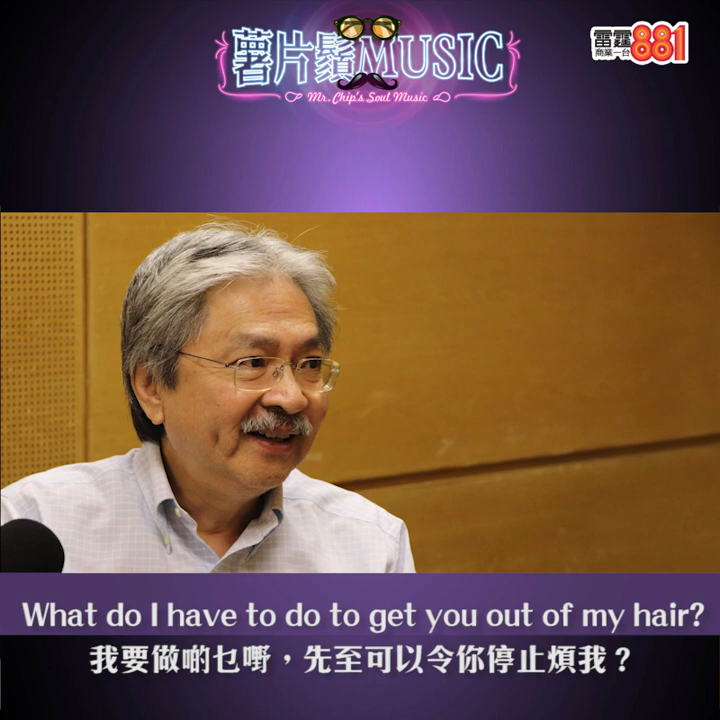 薯片鬚MUSIC
Mr. Chip's Soul Music
雷霆881
商業一台
What do I have to do to get you out of my hair?
我要做啲乜嘢，先至可以令你停止煩我？